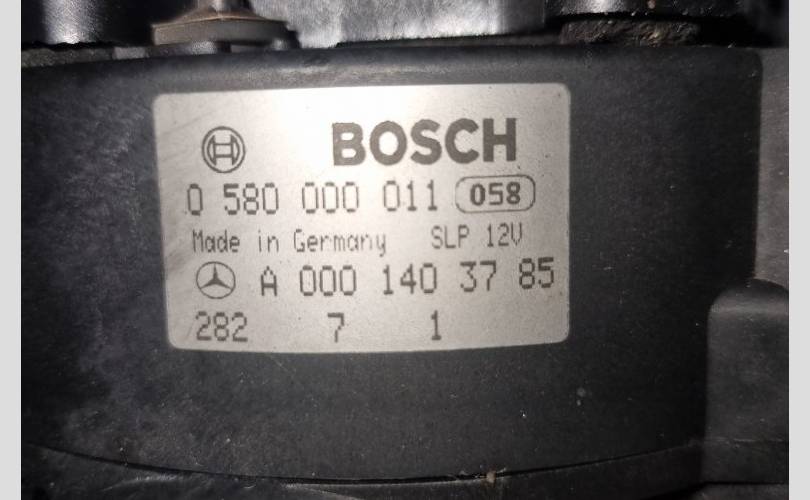 BOSCH
0 580 000 011 058
Made in Germany SLP 12V
A 000 140 37 85
282 7 1